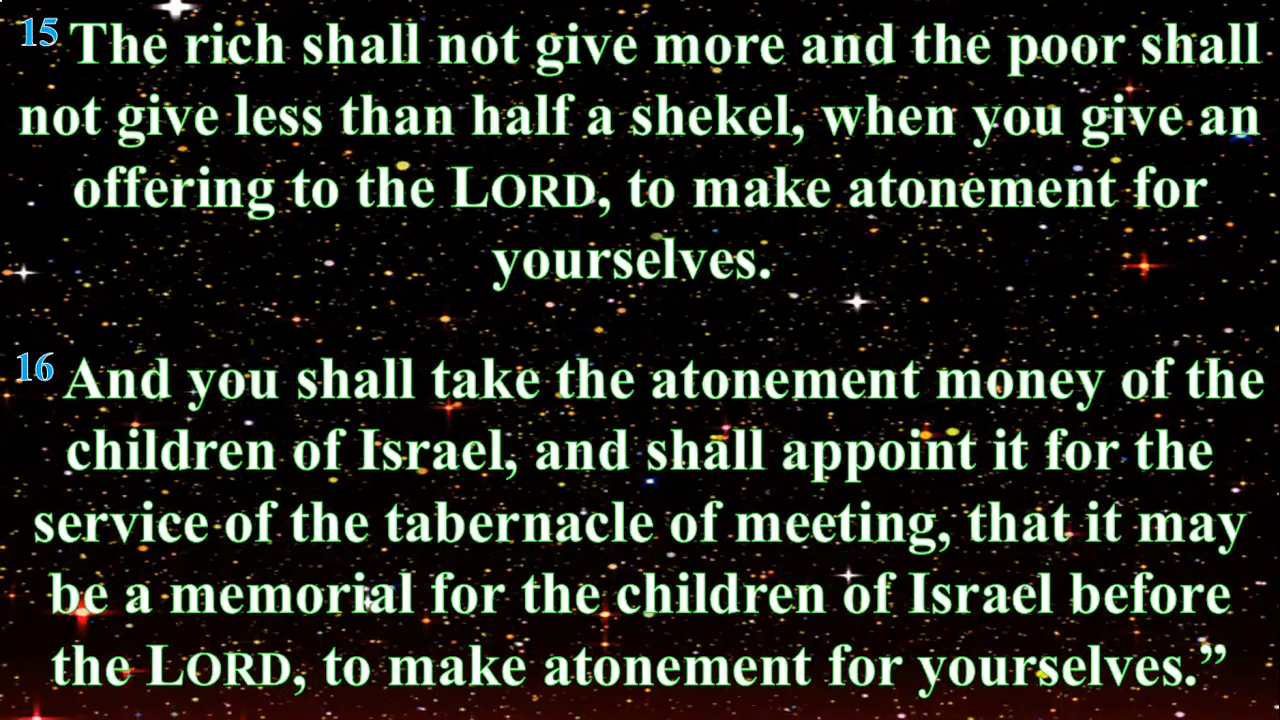 15 The rich shall not give more and the poor shall
not give less than half a shekel, when you give an
offering to the LORD, to make atonement for
yourselves.
16 And you shall take the atonement money of the
children of Israel, and shall appoint it for the
service of the tabernacle of meeting, that it may
be a memorial for the children of Israel before
the LORD, to make atonement for yourselves.”